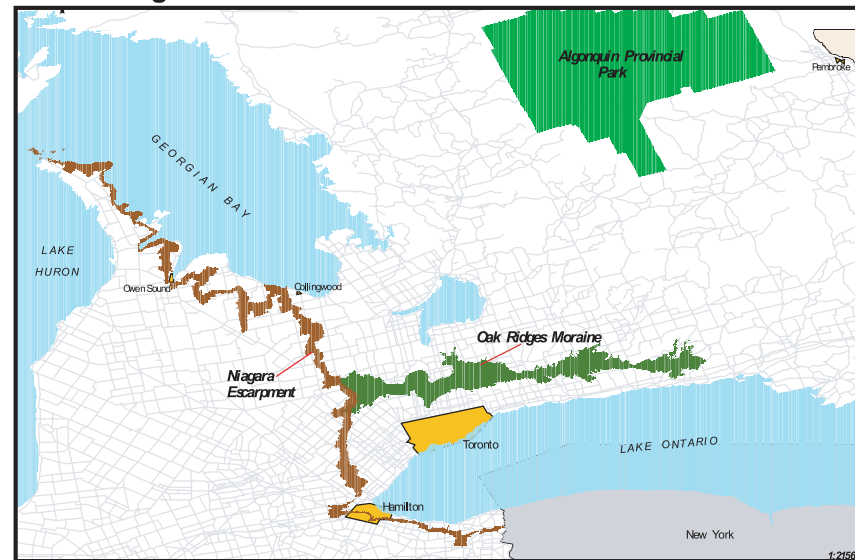 Algonquin Provincial
Park
Pembroke
GEORGIAN BAY
LAKE
HURON
Owen Sound
Collingwood
Oak Ridges Moraine
Niagara
Escarpment
Toronto
LAKE ONTARIO
Hamilton
New York